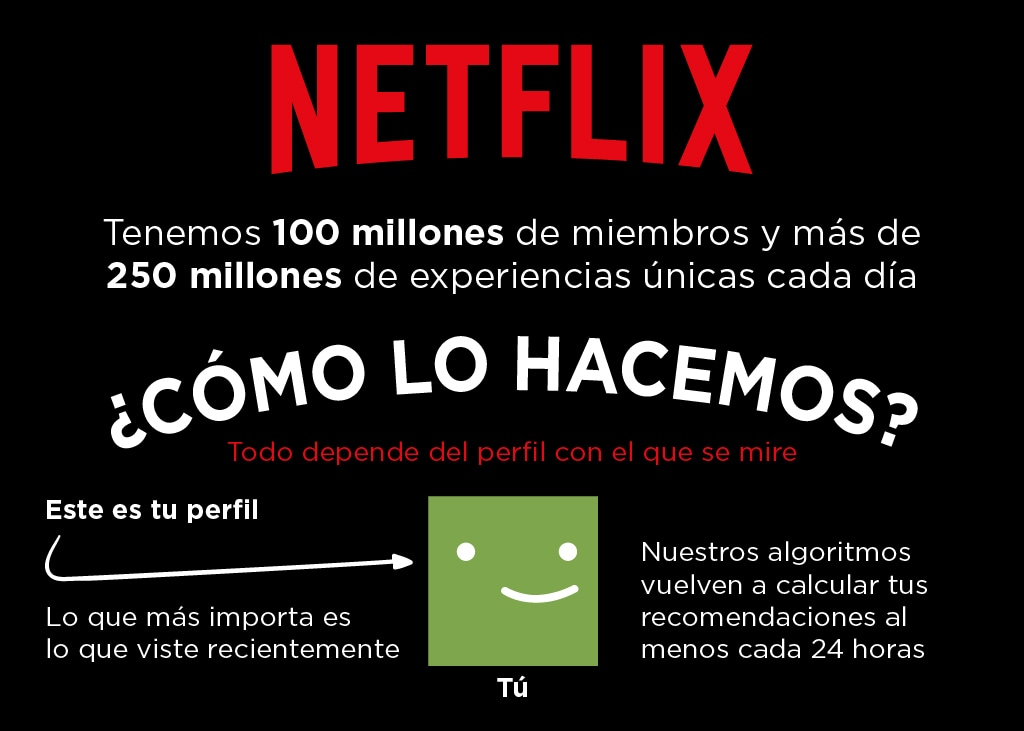 NETFLIX
Tenemos 100 millones de miembros y más de
250 millones de experiencias únicas cada día
¿CÓMO LO HACEMOS?
Todo depende del perfil con el que se mire
Este es tu perfil
Lo que más importa es
lo que viste recientemente
Tú
Nuestros algoritmos
vuelven a calcular tus
recomendaciones al
menos cada 24 horas